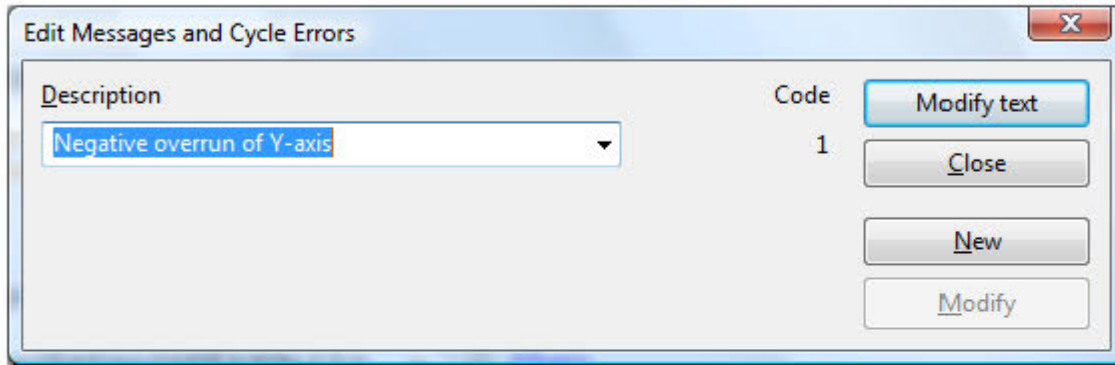 Edit Messages and Cycle Errors
Description
Code
Modify text
Negative overrun of Y-axis
1
Close
New
Modify